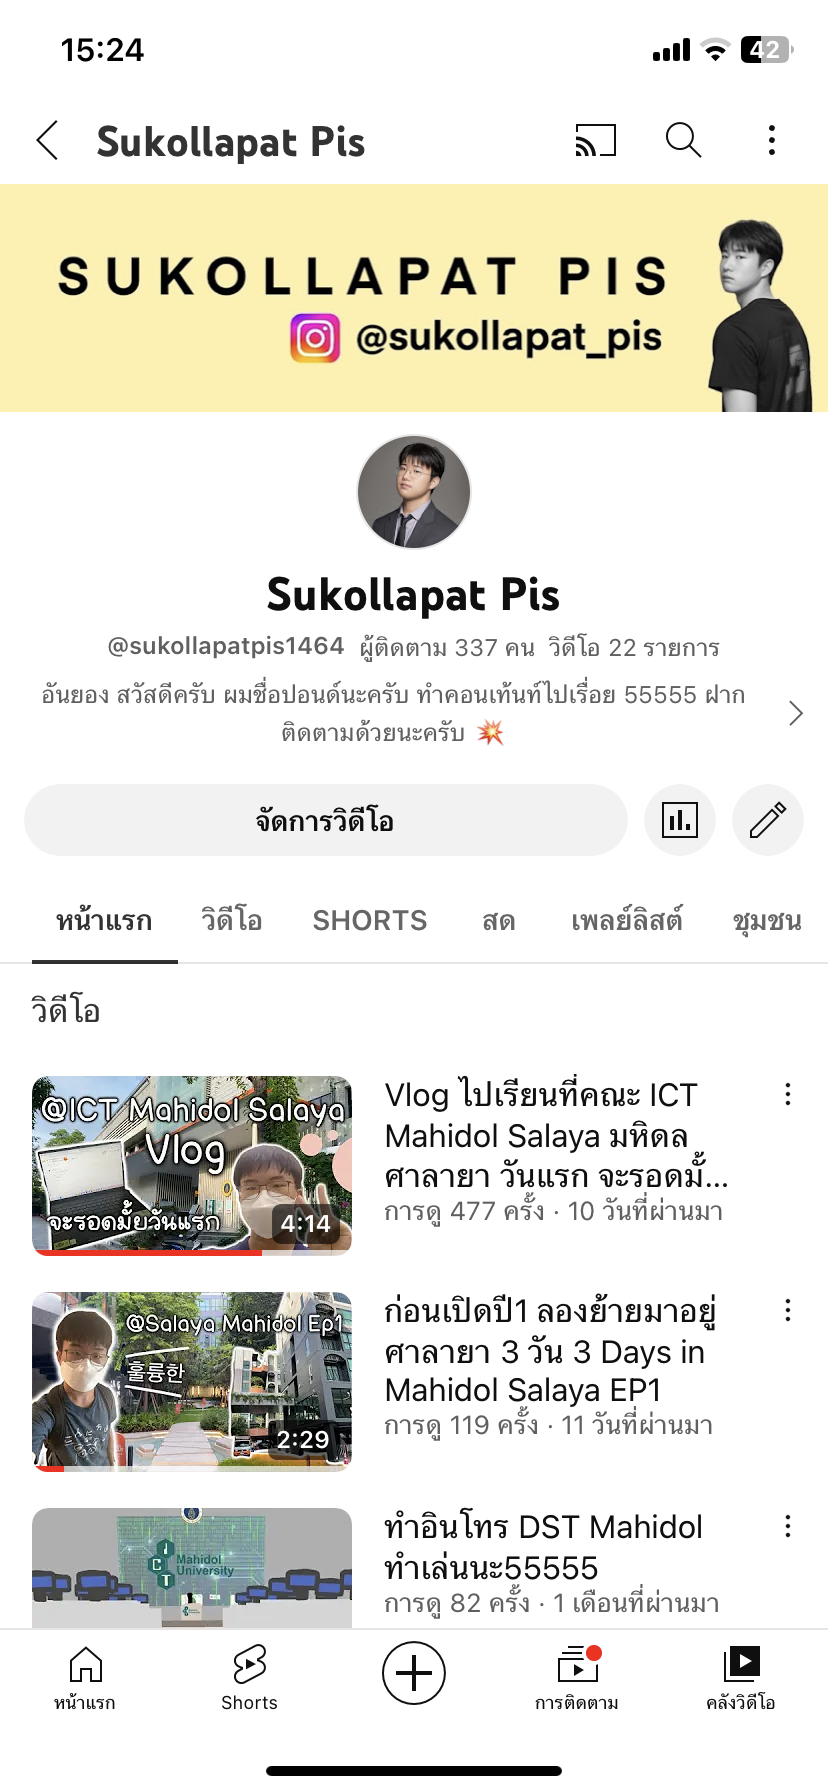 15:24
42
Sukollapat Pis
SUKOLLAPAT PIS
@sukollapat_pis
Sukollapat Pis
@sukollapatpis1464 ผู้ติดตาม 337 คน วิดีโอ 22 รายการ
อันยอง สวัสดีครับ ผมชื่อปอนด์นะครับ ทำคอนเท้นท์ไปเรื่อย 55555 ฝาก
ติดตามด้วยนะครับ 💥
จัดการวิดีโอ
หน้าแรก วิดีโอ SHORTS สด เพลย์ลิสต์ ชุมชน
วิดีโอ
@ICT Mahidol Salaya
Vlog
จะรอดมั้ยวันแรก
4:14
Vlog ไปเรียนที่คณะ ICT
Mahidol Salaya มหิดล
ศาลายา วันแรก จะรอดมั้...
การดู 477 ครั้ง · 10 วันที่ผ่านมา
@Salaya Mahidol Ep1
훌륭한
2:29
ก่อนเปิดปี1 ลองย้ายมาอยู่
ศาลายา 3 วัน 3 Days in
Mahidol Salaya EP1
การดู 119 ครั้ง · 11 วันที่ผ่านมา
ICT
Mahidol
University
ทำอินโทร DST Mahidol
ทำเล่นนะ55555
การดู 82 ครั้ง · 1 เดือนที่ผ่านมา
หน้าแรก Shorts การติดตาม คลังวิดีโอ